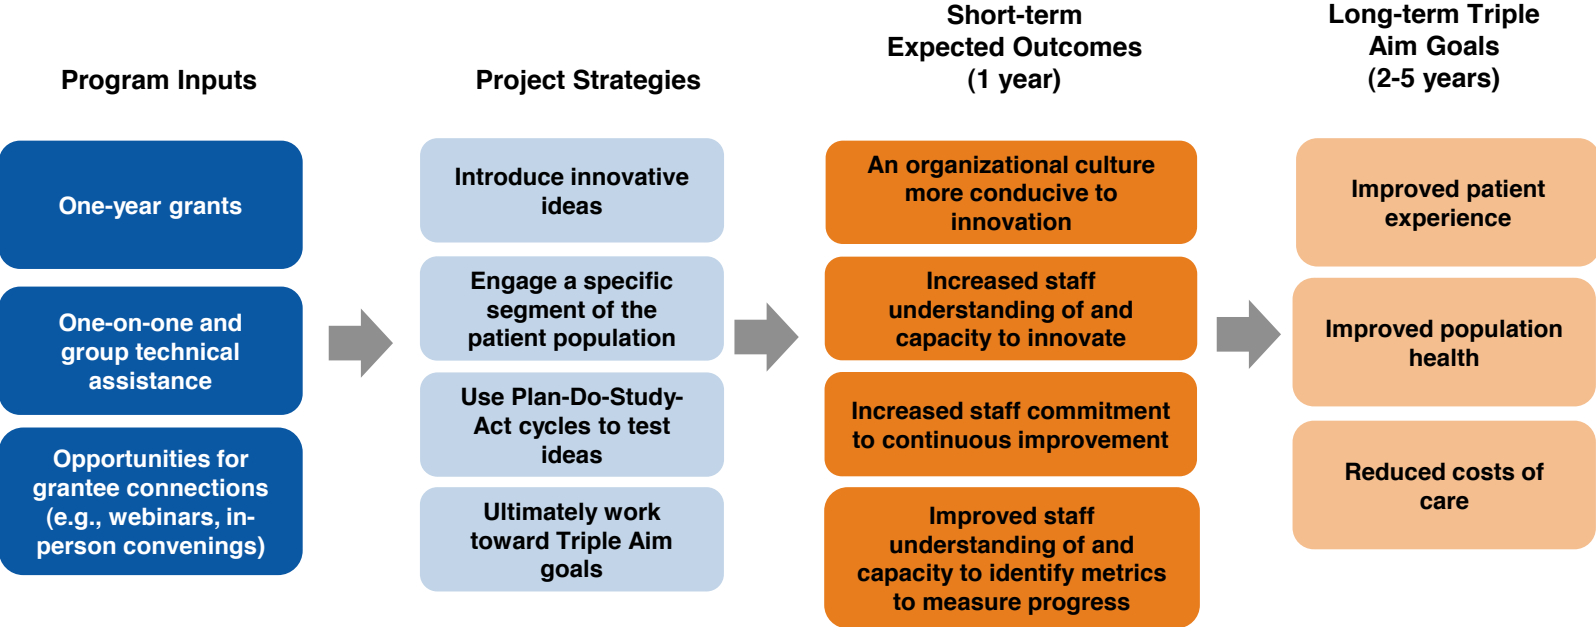 Program Inputs
One-year grants
One-on-one and
group technical
assistance
Opportunities for
grantee connections
(e.g., webinars, in-
person convenings)
Project Strategies
Introduce innovative
ideas
Engage a specific
segment of the
patient population
Use Plan-Do-Study-
Act cycles to test
ideas
Ultimately work
toward Triple Aim
goals
Short-term
Expected Outcomes
(1 year)
An organizational culture
more conducive to
innovation
Increased staff
understanding of and
capacity to innovate
Increased staff commitment
to continuous improvement
Improved staff
understanding of and
capacity to identify metrics
to measure progress
Long-term Triple
Aim Goals
(2-5 years)
Improved patient
experience
Improved population
health
Reduced costs of
care